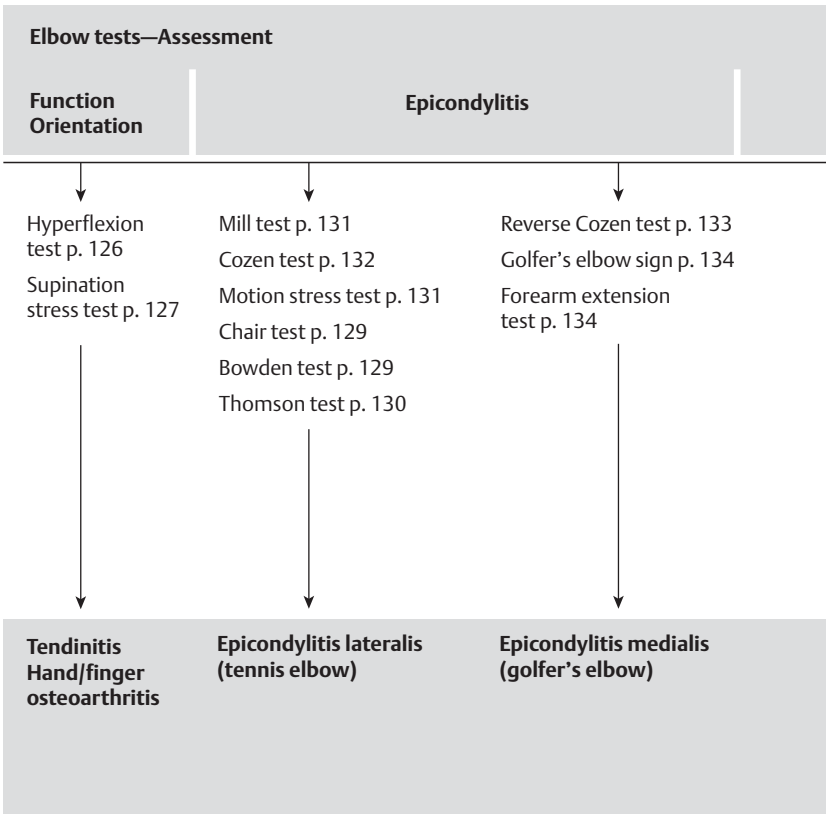 Elbow tests—Assessment
Function
Orientation
Epicondylitis
Hyperflexion
test p. 126
Supination
stress test p. 127
Mill test p. 131
Cozen test p. 132
Motion stress test p. 131
Chair test p. 129
Bowden test p. 129
Thomson test p. 130
Reverse Cozen test p. 133
Golfer's elbow sign p. 134
Forearm extension
test p. 134
Tendinitis
Hand/finger
osteoarthritis
Epicondylitis lateralis
(tennis elbow)
Epicondylitis medialis
(golfer's elbow)